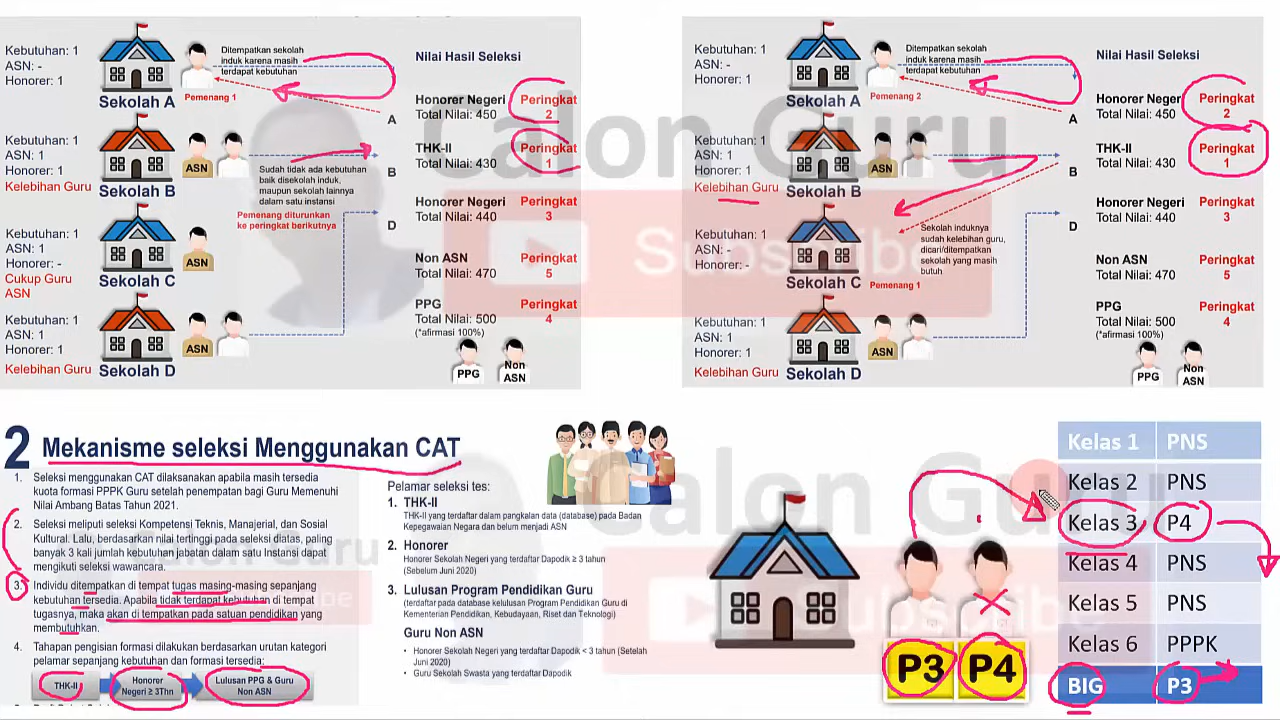 Kebutuhan: 1
ASN: -
Honorer: 1
Sekolah A
Ditempatkan sekolah
induk karena masih
terdapat kebutuhan
Pemenang 1
Kebutuhan: 1
ASN: 1
Honorer: 1
Kelebihan Guru
Sekolah B
ASN
Sudah tidak ada kebutuhan
baik disekolah induk,
maupun sekolah lainnya
dalam satu instansi
Pemenang diturunkan
ke peringkat berikutnya
Kebutuhan: 1
ASN: 1
Honorer: -
Cukup Guru
ASN
Sekolah C
ASN
Kebutuhan: 1
ASN: 1
Honorer: 1
Kelebihan Guru
Sekolah D
ASN
A
B
D
Nilai Hasil Seleksi
Honorer Negeri
Total Nilai: 450
Peringkat
2
THK-II
Total Nilai: 430
Peringkat
1
Honorer Negeri
Total Nilai: 440
Peringkat
3
Non ASN
Total Nilai: 470
Peringkat
5
PPG
Total Nilai: 500
(*afirmasi 100%)
Peringkat
4
PPG
Non
ASN
Kebutuhan: 1
ASN: -
Honorer: 1
Sekolah A
Ditempatkan sekolah
induk karena masih
terdapat kebutuhan
Pemenang 2
Kebutuhan: 1
ASN: 1
Honorer: 1
Kelebihan Guru
Sekolah B
ASN
Kebutuhan: 1
ASN: -
Honorer: -
Sekolah C
Sekolah induknya
sudah kelebihan guru,
dicari/ditempatkan
sekolah yang masih
butuh
Pemenang 1
Kebutuhan: 1
ASN: 1
Honorer: 1
Kelebihan Guru
Sekolah D
ASN
A
B
D
Nilai Hasil Seleksi
Honorer Negeri
Total Nilai: 450
Peringkat
2
THK-II
Total Nilai: 430
Peringkat
1
Honorer Negeri
Total Nilai: 440
Peringkat
3
Non ASN
Total Nilai: 470
Peringkat
5
PPG
Total Nilai: 500
(*afirmasi 100%)
Peringkat
4
PPG
Non
ASN
Calon Guru
Subscribe
2 Mekanisme seleksi Menggunakan CAT
1. Seleksi menggunakan CAT dilaksanakan apabila masih tersedia
kuota formasi PPPK Guru setelah penempatan bagi Guru Memenuhi
Nilai Ambang Batas Tahun 2021.
2. Seleksi meliputi seleksi Kompetensi Teknis, Manajerial, dan Sosial
Kultural. Lalu, berdasarkan nilai tertinggi pada seleksi diatas, paling
banyak 3 kali jumlah kebutuhan jabatan dalam satu Instansi dapat
mengikuti seleksi wawancara.
3. Individu ditempatkan di tempat tugas masing-masing sepanjang
kebutuhan tersedia. Apabila tidak terdapat kebutuhan di tempat
tugasnya, maka akan di tempatkan pada satuan pendidikan yang
membutuhkan.
4. Tahapan pengisian formasi dilakukan berdasarkan urutan kategori
pelamar sepanjang kebutuhan dan formasi tersedia:
THK-II
Honorer
Negeri ≥ 3Thn
Lulusan PPG & Guru
Non ASN
Pelamar seleksi tes:
1. THK-II
THK-II yang terdaftar dalam pangkalan data (database) pada Badan
Kepegawaian Negara dan belum menjadi ASN
2. Honorer
Honorer Sekolah Negeri yang terdaftar Dapodik ≥ 3 tahun
(Sebelum Juni 2020)
3. Lulusan Program Pendidikan Guru
(terdaftar pada database kelulusan Program Pendidikan Guru di
Kementerian Pendidikan, Kebudayaan, Riset dan Teknologi)
Guru Non ASN
• Honorer Sekolah Negeri yang terdaftar Dapodik < 3 tahun (Setelah
Juni 2020)
• Guru Sekolah Swasta yang terdaftar Dapodik
Calon Guru
P3
P4
Kelas 1 PNS
Kelas 2 PNS
Kelas 3 P4
Kelas 4 PNS
Kelas 5 PNS
Kelas 6 PPPK
BIG P3